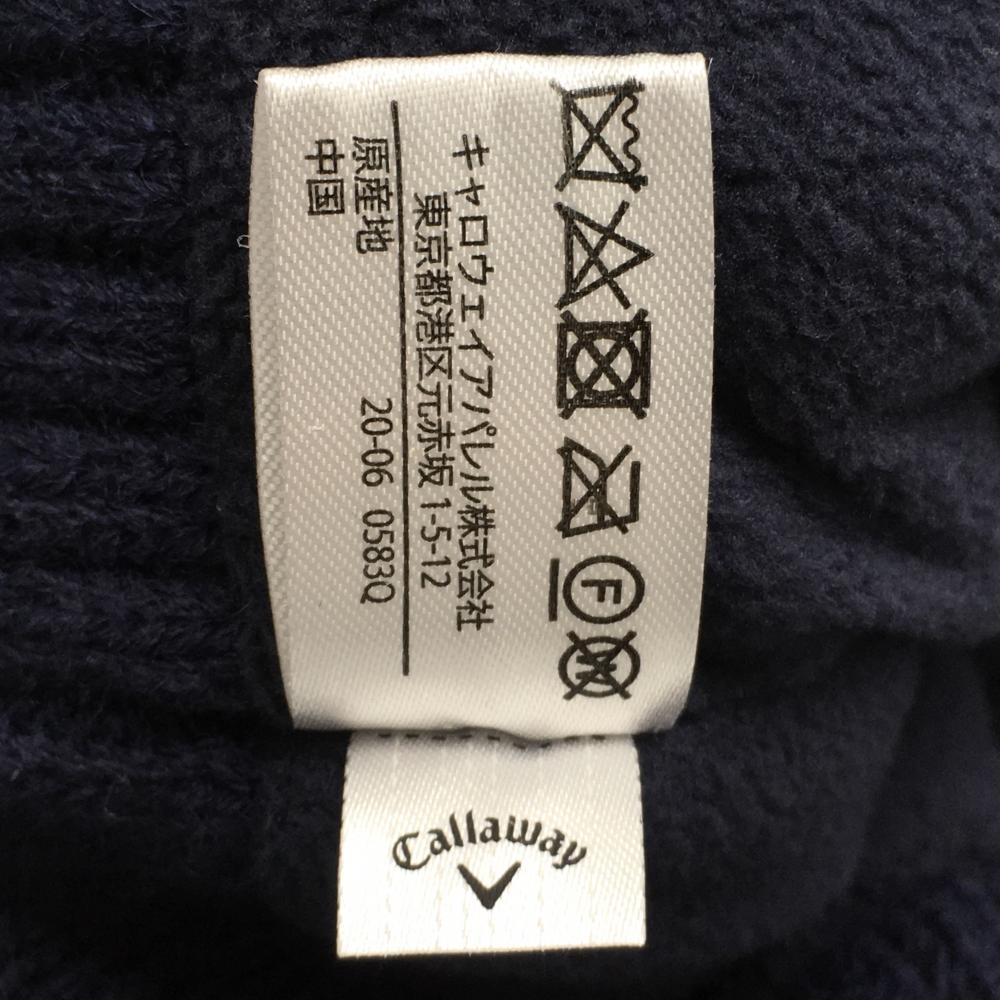 F
W
キャロウェイアパレル株式会社
東京都港区元赤坂 1-5-12
原産地 20-06 0583Q
中国
Callaway